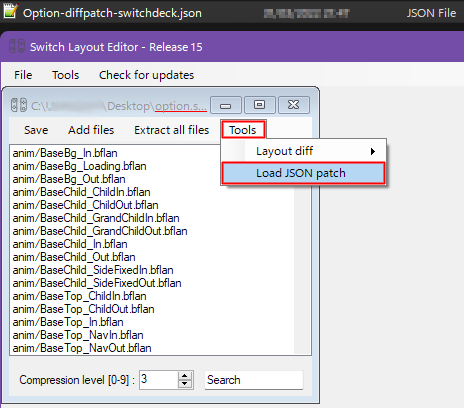 Option-diffpatch-switchdeck.json JSON File
Switch Layout Editor - Release 15
File Tools Check for updates
C:\ \Desktop\option.s...
Save Add files Extract all files Tools
Layout diff
Load JSON patch
anim/BaseBg_In.bflan
anim/BaseBg_Loading.bflan
anim/BaseBg_Out.bflan
anim/BaseChild_ChildIn.bflan
anim/BaseChild_ChildOut.bflan
anim/BaseChild_GrandChildIn.bflan
anim/BaseChild_GrandChildOut.bflan
anim/BaseChild_In.bflan
anim/BaseChild_Out.bflan
anim/BaseChild_SideFixedIn.bflan
anim/BaseChild_SideFixedOut.bflan
anim/BaseTop_ChildIn.bflan
anim/BaseTop_ChildOut.bflan
anim/BaseTop_In.bflan
anim/BaseTop_NavIn.bflan
anim/BaseTop_NavOut.bflan
Compression level [0-9] : 3 Search